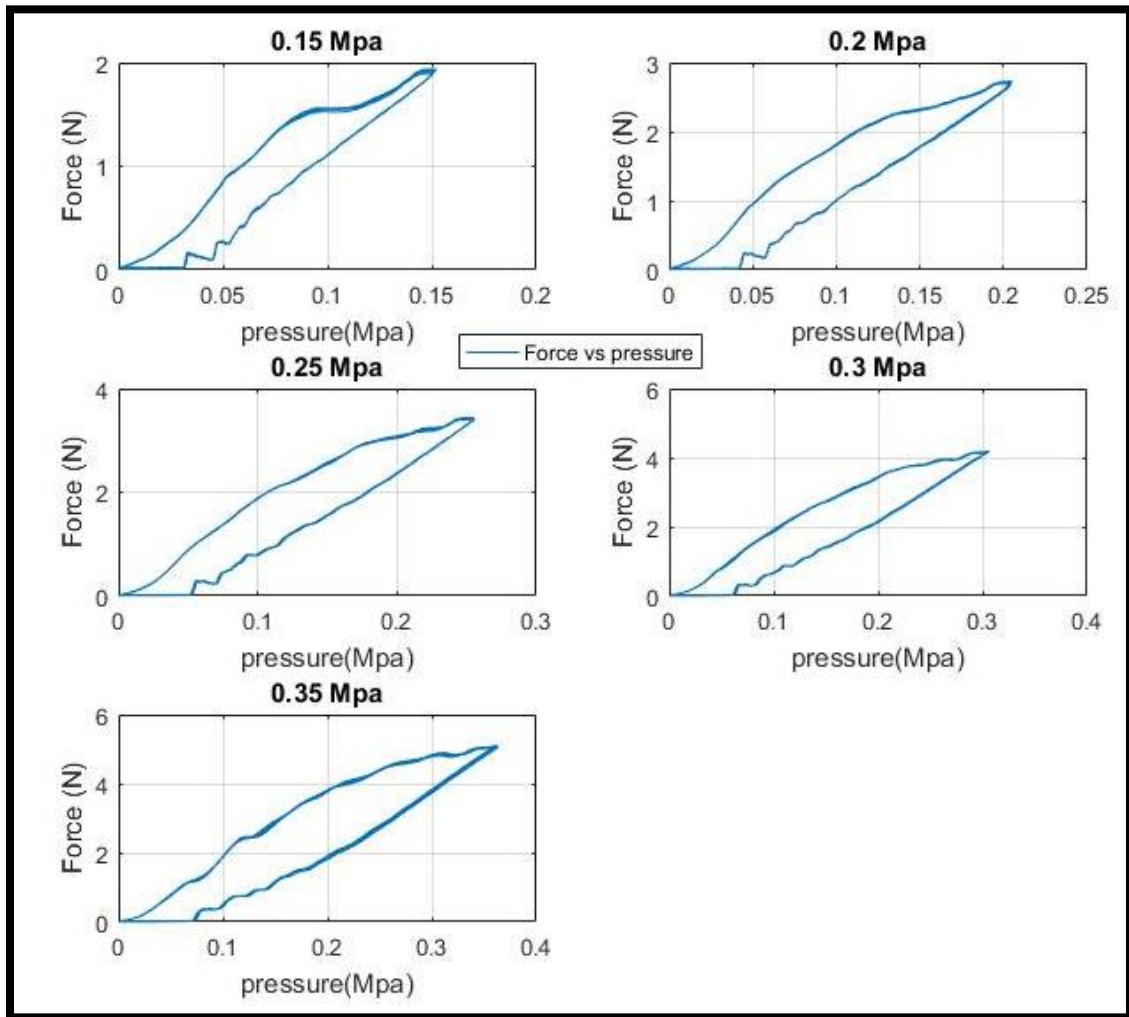 0.15 Mpa
Force (N)
2
1
0
0 0.05 0.1 0.15 0.2
pressure(Mpa)
0.2 Mpa
Force (N)
3
2
1
0
0 0.05 0.1 0.15 0.2 0.25
pressure(Mpa)
Force vs pressure
0.25 Mpa
Force (N)
4
2
0
0 0.1 0.2 0.3
pressure(Mpa)
0.3 Mpa
Force (N)
6
4
2
0
0 0.1 0.2 0.3 0.4
pressure(Mpa)
0.35 Mpa
Force (N)
6
4
2
0
0 0.1 0.2 0.3 0.4
pressure(Mpa)